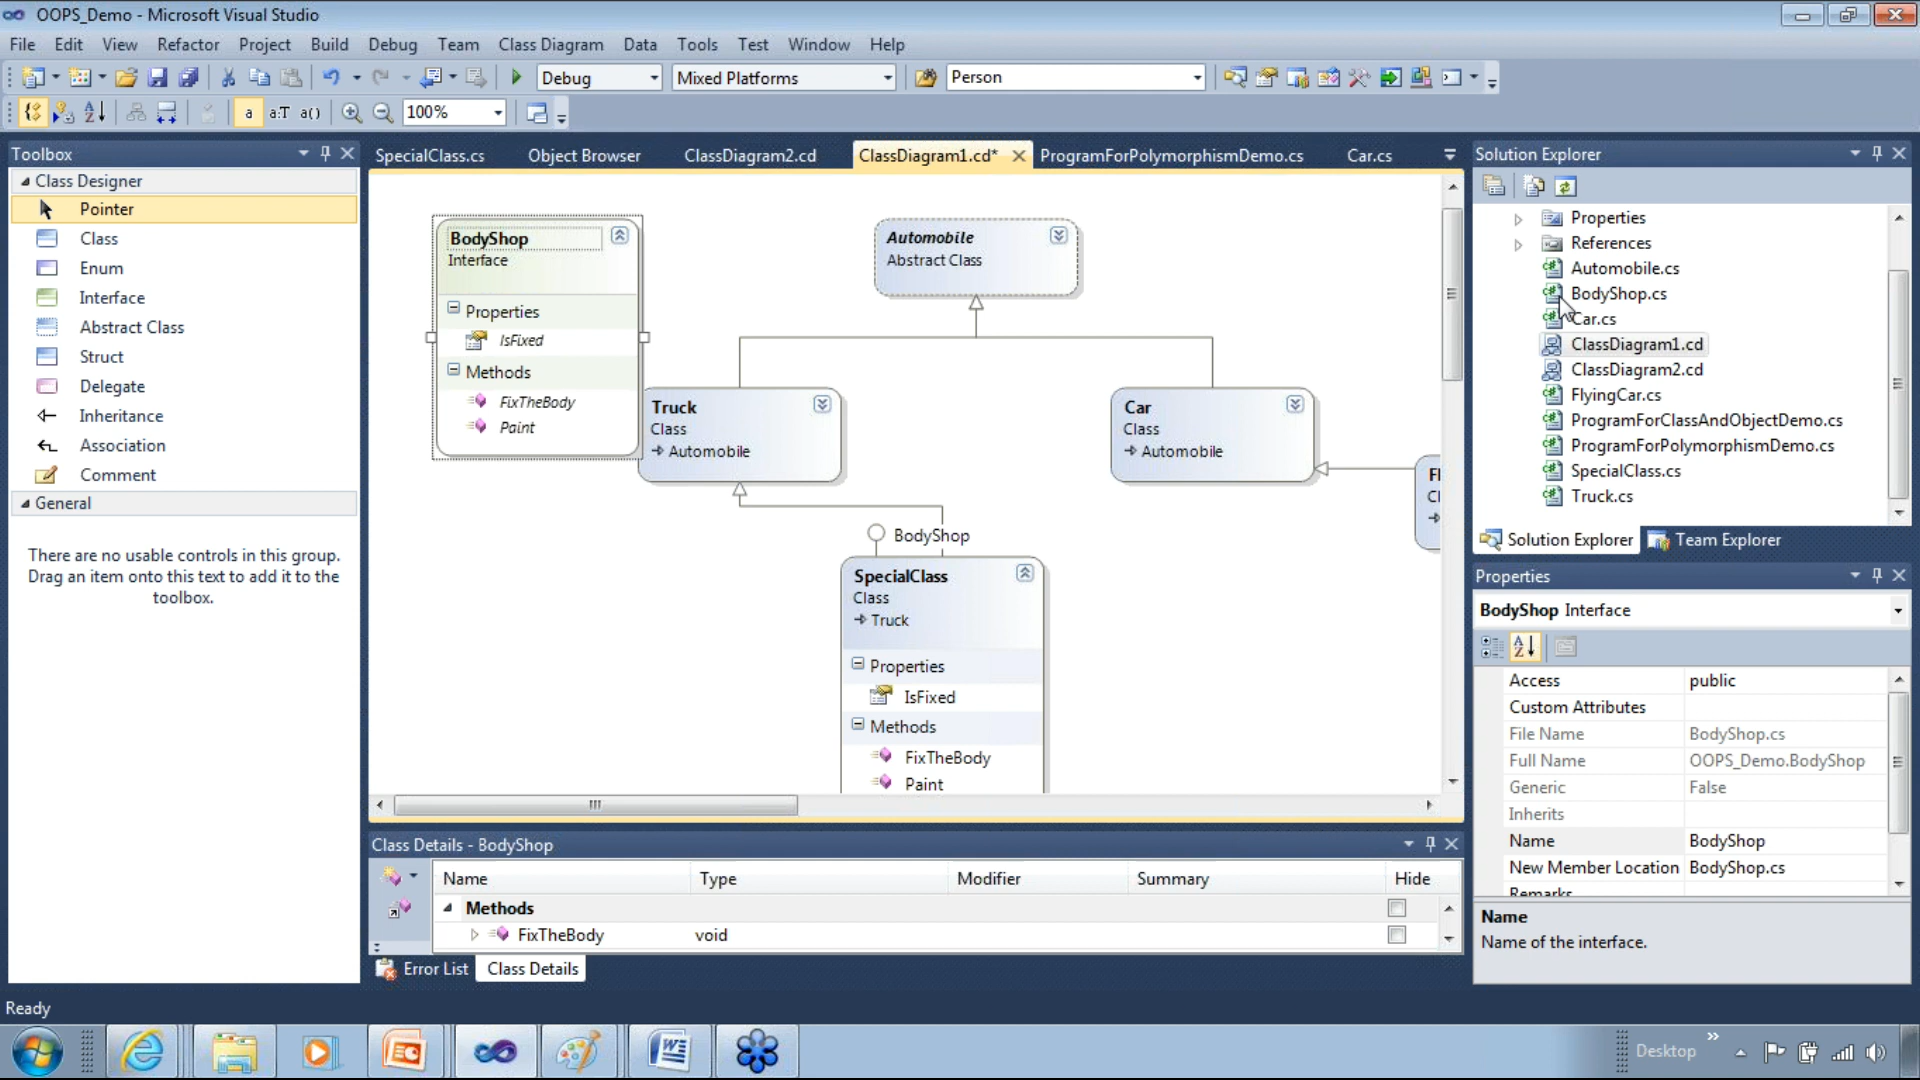 OOPS_Demo - Microsoft Visual Studio
File Edit View Refactor Project Build Debug Team Class Diagram Data Tools Test Window Help
Debug Mixed Platforms Person
a a:T a() 100%
Toolbox
Class Designer
Pointer
Class
Enum
Interface
Abstract Class
Struct
Delegate
Inheritance
Association
Comment
General
There are no usable controls in this group.
Drag an item onto this text to add it to the
toolbox.
SpecialClass.cs Object Browser ClassDiagram2.cd ClassDiagram1.cd* ProgramForPolymorphismDemo.cs Car.cs
BodyShop
Interface
Properties
IsFixed
Methods
FixTheBody
Paint
Automobile
Abstract Class
Truck
Class
Automobile
Car
Class
Automobile
Fl
Cl
BodyShop
SpecialClass
Class
Truck
Properties
IsFixed
Methods
FixTheBody
Paint
Class Details - BodyShop
Name Type Modifier Summary Hide
Methods
FixTheBody void
Error List Class Details
Solution Explorer
Properties
References
Automobile.cs
BodyShop.cs
Car.cs
ClassDiagram1.cd
ClassDiagram2.cd
FlyingCar.cs
ProgramForClassAndObjectDemo.cs
ProgramForPolymorphismDemo.cs
SpecialClass.cs
Truck.cs
Solution Explorer Team Explorer
Properties
BodyShop Interface
Access public
Custom Attributes
File Name BodyShop.cs
Full Name OOPS_Demo.BodyShop
Generic False
Inherits
Name BodyShop
New Member Location BodyShop.cs
Remarks
Name
Name of the interface.
Ready
Desktop